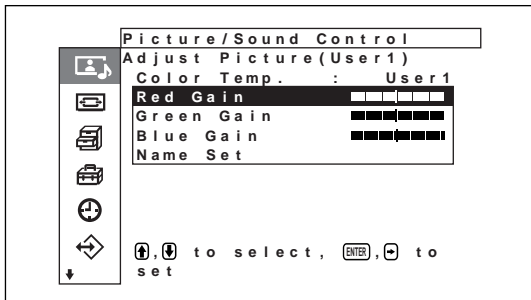 Picture/Sound Control
Adjust Picture(User1)
Color Temp. : User1
Red Gain
Green Gain
Blue Gain
Name Set
, to select, ENTER, to
set